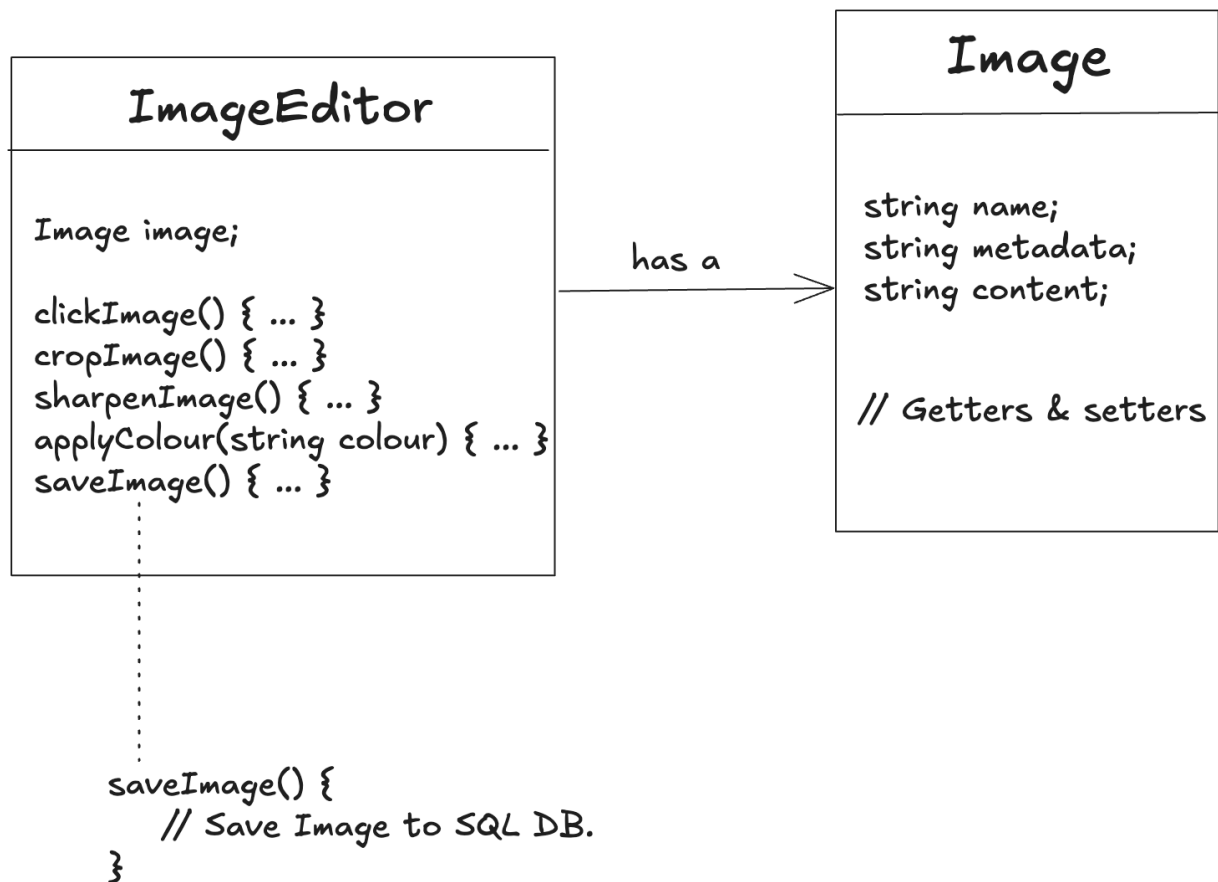 ImageEditor
Image image;
clickImage() { ... }
cropImage() { ... }
sharpenImage() { ... }
applyColour(string colour) { ... }
saveImage() { ... }
has a
Image
string name;
string metadata;
string content;
// Getters & setters
saveImage() {
// Save Image to SQL DB.
}